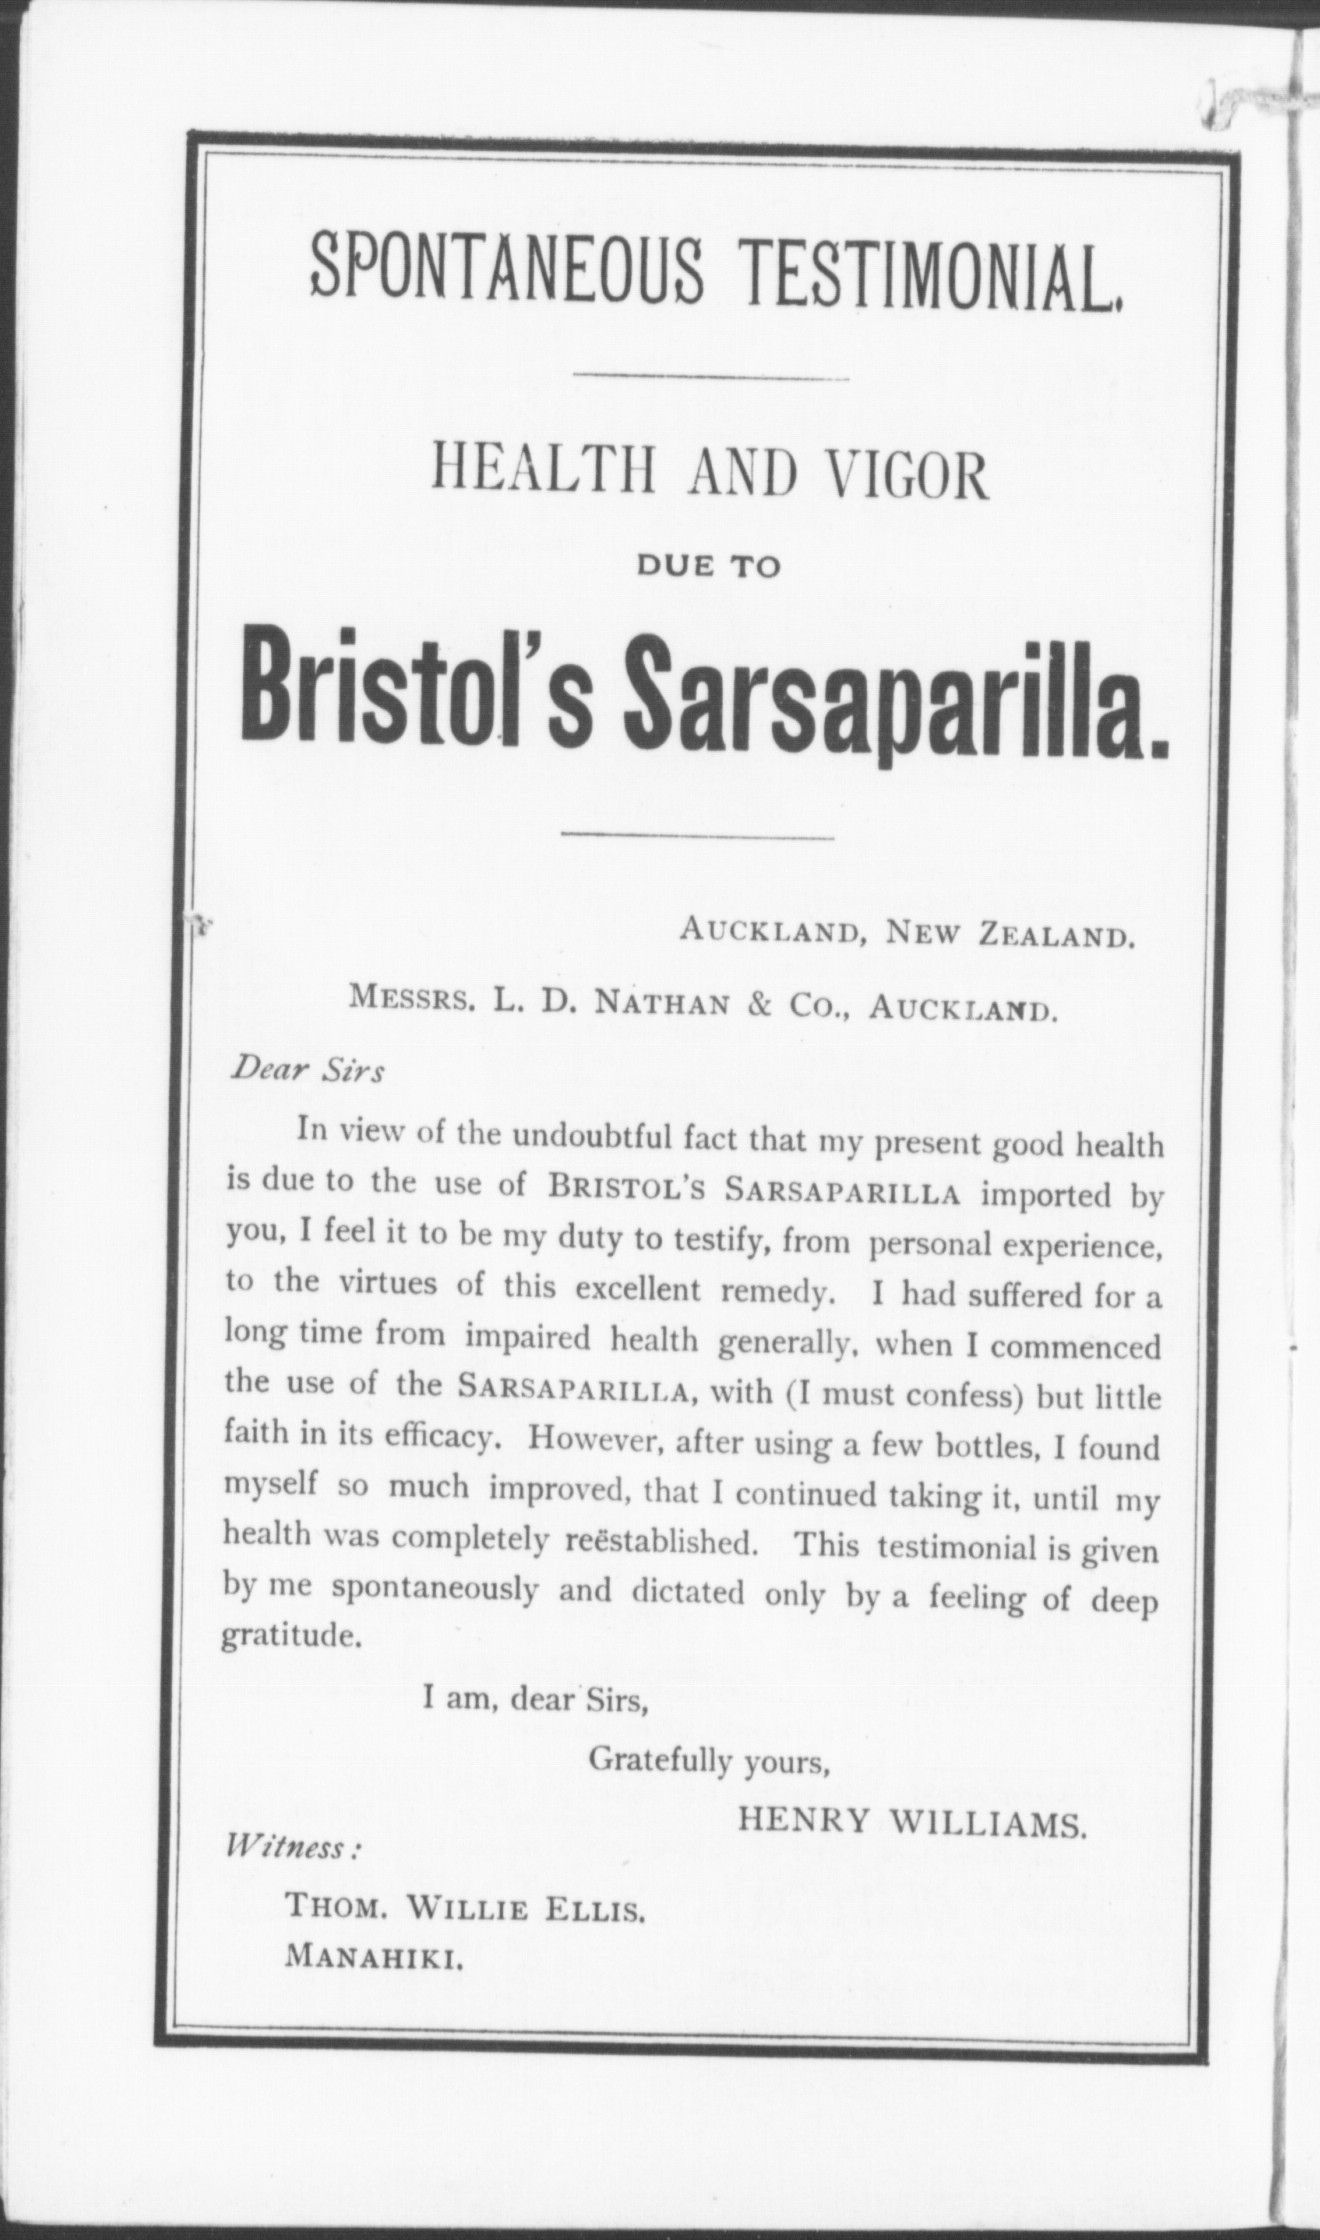 SPONTANEOUS TESTIMONIAL.
HEALTH AND VIGOR
DUE TO
Bristol's Sarsaparilla.
AUCKLAND, NEW ZEALAND.
MESSRS. L. D. NATHAN & CO., AUCKLAND.
Dear Sirs
In view of the undoubtful fact that my present good health
is due to the use of BRISTOL'S SARSAPARILLA imported by
you, I feel it to be my duty to testify, from personal experience,
to the virtues of this excellent remedy. I had suffered for a
long time from impaired health generally, when I commenced
the use of the SARSAPARILLA, with (I must confess) but little
faith in its efficacy. However, after using a few bottles, I found
myself so much improved, that I continued taking it, until my
health was completely reëstablished. This testimonial is given
by me spontaneously and dictated only by a feeling of deep
gratitude.
I am, dear Sirs,
Gratefully yours,
HENRY WILLIAMS.
Witness:
THOM. WILLIE ELLIS.
MANAHIKI.